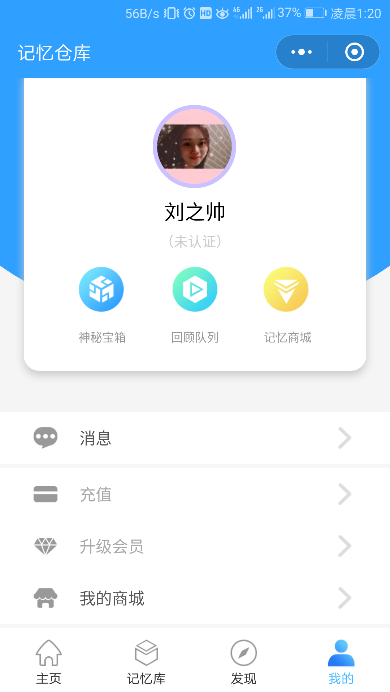 56B/s HD 4G 2G 37% 凌晨1:20
记忆仓库
刘之帅
（未认证）
神秘宝箱 回顾队列 记忆商城
消息
充值
升级会员
我的商城
主页 记忆库 发现 我的